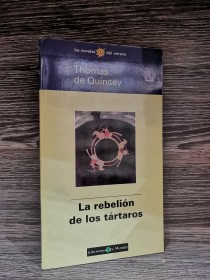 las novelas del verano
Thomas
de Quincey
La rebelión
de los tártaros